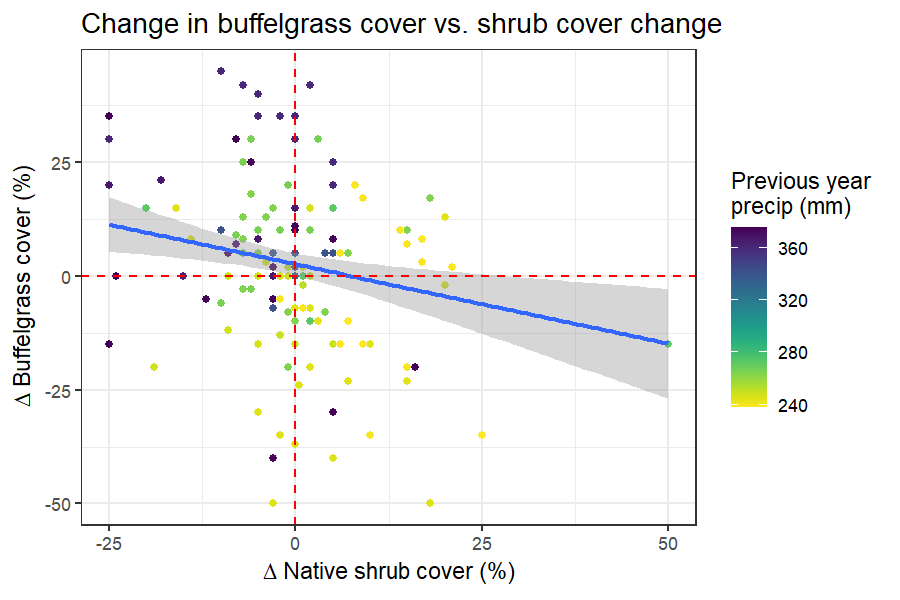 Change in buffelgrass cover vs. shrub cover change
Δ Buffelgrass cover (%)
25
0
-25
-50
-25
0
25
50
Δ Native shrub cover (%)
Previous year
precip (mm)
360
320
280
240